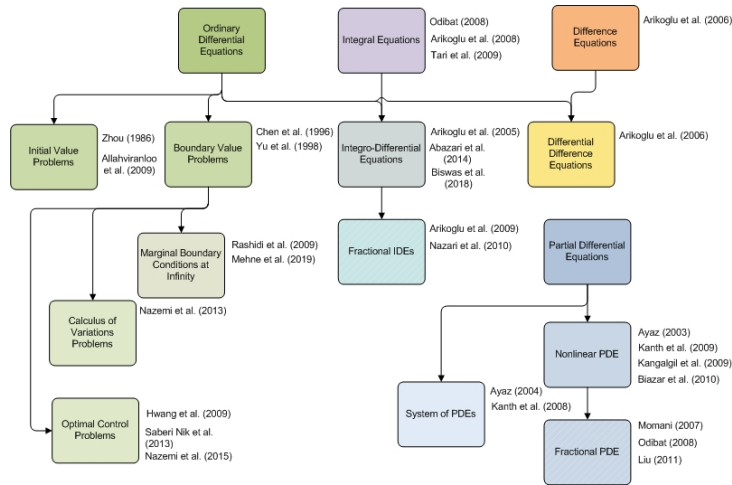 Ordinary
Differential
Equations
Integral Equations
Odibat (2008)
Arikoglu et al. (2008)
Tari et al. (2009)
Difference
Equations
Arikoglu et al. (2006)
Initial Value
Problems
Zhou (1986)
Allahviranloo
et al. (2009)
Boundary Value
Problems
Chen et al. (1996)
Yu et al. (1998)
Integro-Differential
Equations
Arikoglu et al. (2005)
Abazari et al.
(2014)
Biswas et al.
(2018)
Differential
Difference
Equations
Arikoglu et al. (2006)
Marginal Boundary
Conditions at
Infinity
Rashidi et al. (2009)
Mehne et al. (2019)
Fractional IDEs
Arikoglu et al. (2009)
Nazari et al. (2010)
Partial Differential
Equations
Calculus of
Variations
Problems
Nazemi et al. (2013)
Nonlinear PDE
Ayaz (2003)
Kanth et al. (2009)
Kangalgil et al. (2009)
Biazar et al. (2010)
System of PDEs
Ayaz (2004)
Kanth et al. (2008)
Optimal Control
Problems
Hwang et al. (2009)
Saberi Nik et al.
(2013)
Nazemi et al. (2015)
Fractional PDE
Momani (2007)
Odibat (2008)
Liu (2011)